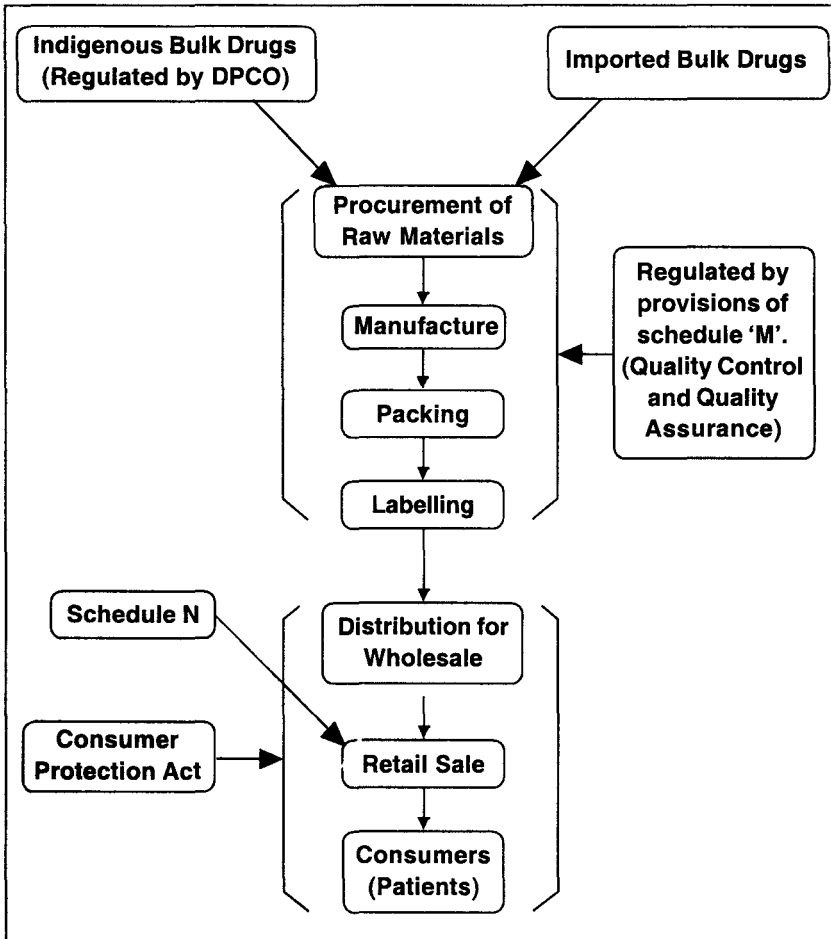 Indigenous Bulk Drugs
(Regulated by DPCO)
Imported Bulk Drugs
Procurement of
Raw Materials
Manufacture
Packing
Labelling
Regulated by
provisions of
schedule ‘M’.
(Quality Control
and Quality
Assurance)
Schedule N
Distribution for
Wholesale
Consumer
Protection Act
Retail Sale
Consumers
(Patients)